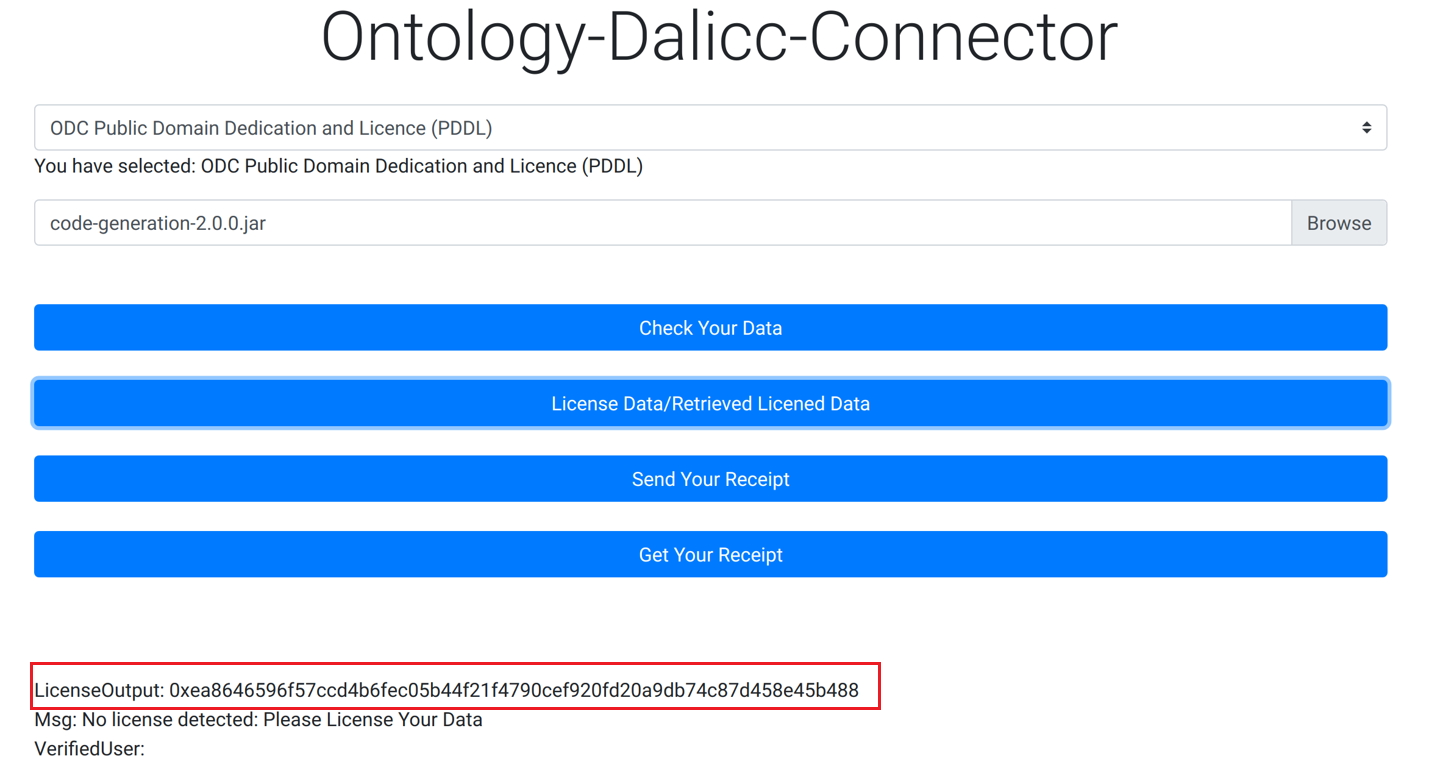 Ontology-Dalicc-Connector
ODC Public Domain Dedication and Licence (PDDL)
You have selected: ODC Public Domain Dedication and Licence (PDDL)
code-generation-2.0.0.jar
Browse
Check Your Data
License Data/Retrieved Licened Data
Send Your Receipt
Get Your Receipt
LicenseOutput: 0xea8646596f57ccd4b6fec05b44f21f4790cef920fd20a9db74c87d458e45b488
Msg: No license detected: Please License Your Data
VerifiedUser: